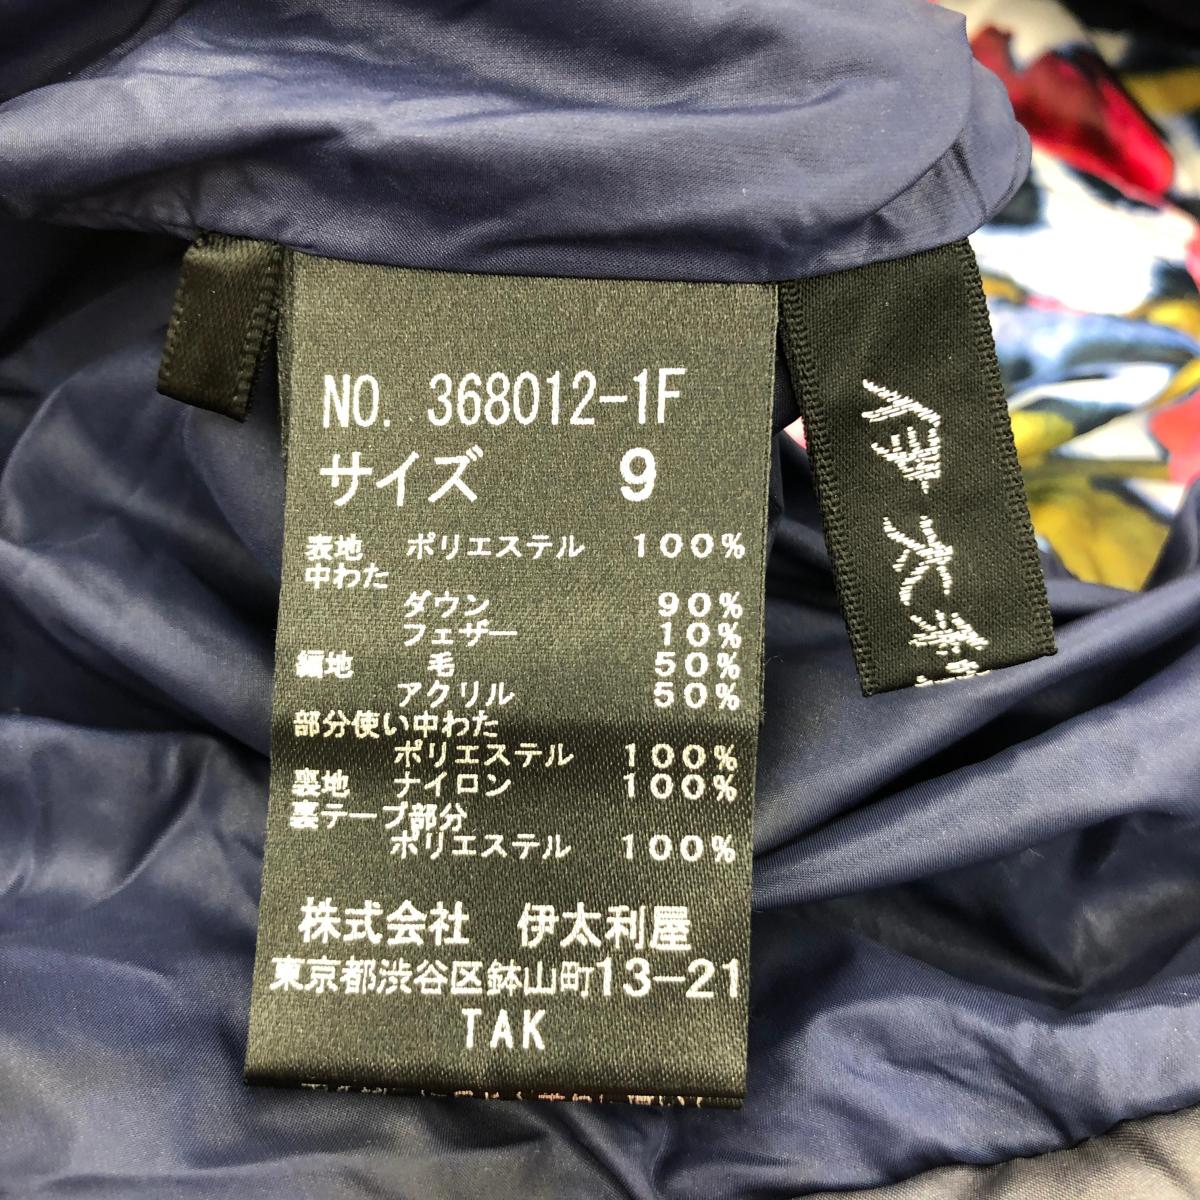 NO. 368012-1F
サイズ 9
表地 ポリエステル 100%
中わた
ダウン 90%
フェザー 10%
編地 毛 50%
アクリル 50%
部分使い中わた
ポリエステル 100%
裏地 ナイロン 100%
裏テープ部分
ポリエステル 100%
株式会社 伊太利屋
東京都渋谷区鉢山町13-21
TAK
伊太利